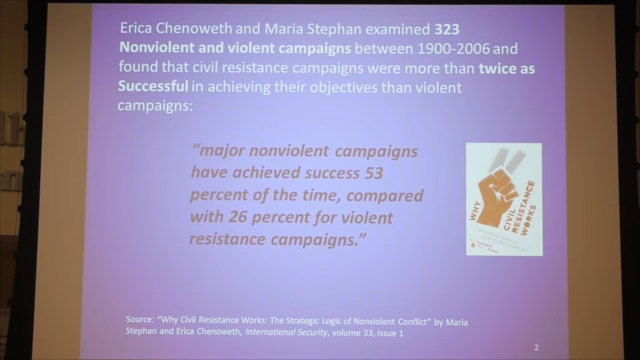 Erica Chenoweth and Maria Stephan examined 323
Nonviolent and violent campaigns between 1900-2006 and
found that civil resistance campaigns were more than twice as
Successful in achieving their objectives than violent
campaigns:
“major nonviolent campaigns
have achieved success 53
percent of the time, compared
with 26 percent for violent
resistance campaigns.”
WHY
CIVIL
RESISTANCE
WORKS
Source: “Why Civil Resistance Works: The Strategic Logic of Nonviolent Conflict” by Maria
Stephan and Erica Chenoweth, International Security, volume 33, issue 1
2